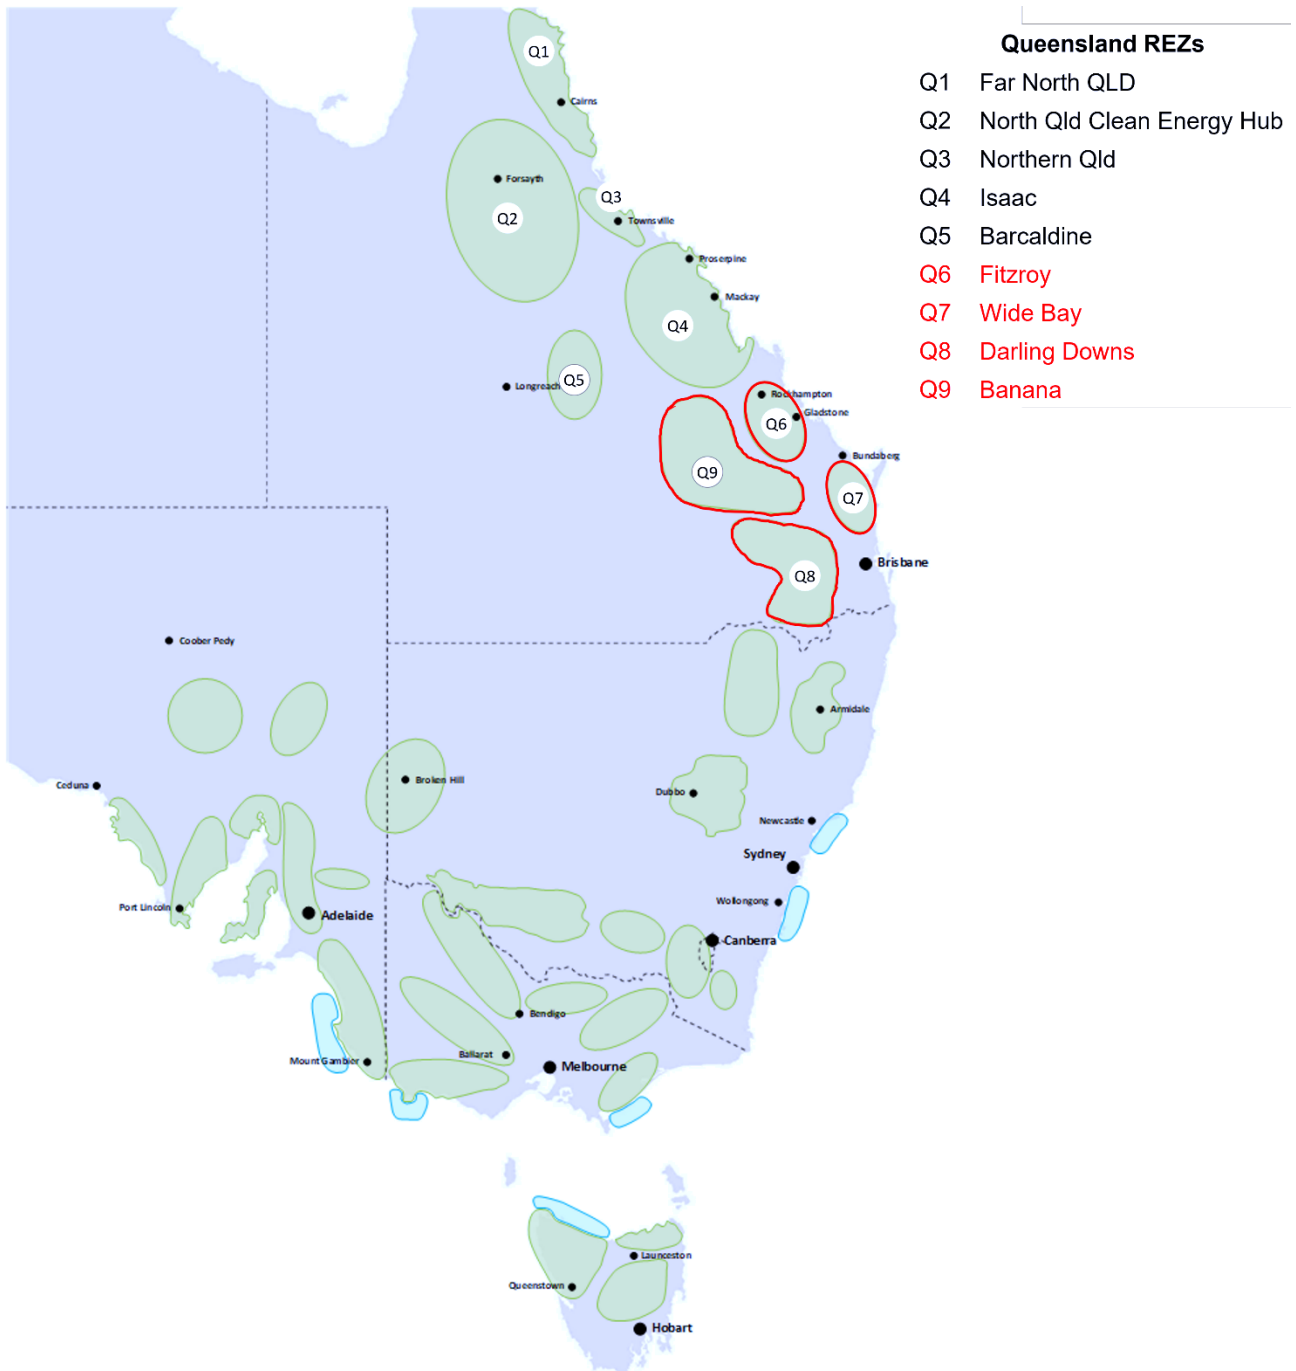 Queensland REZs
Q1 Far North QLD
Q2 North Qld Clean Energy Hub
Q3 Northern Qld
Q4 Isaac
Q5 Barcaldine
Q6 Fitzroy
Q7 Wide Bay
Q8 Darling Downs
Q9 Banana
Q1
Cairns
Forsayth
Q2
Q3
Townsville
Proserpine
Mackay
Q4
Longreach
Q5
Rockhampton
Gladstone
Q6
Bundaberg
Q9
Q7
Brisbane
Q8
Coober Pedy
Armidale
Broken Hill
Ceduna
Dubbo
Newcastle
Sydney
Wollongong
Port Lincoln
Adelaide
Canberra
Bendigo
Ballarat
Mount Gambier
Melbourne
Launceston
Queenstown
Hobart